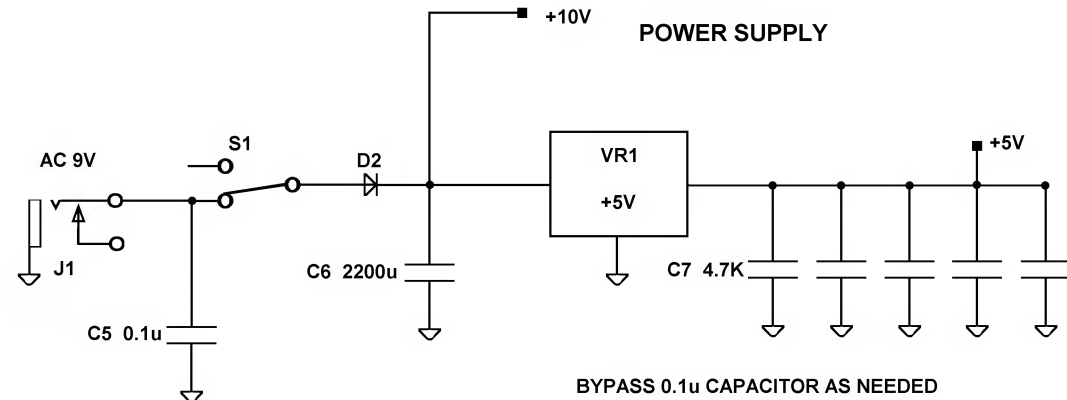 +10V
POWER SUPPLY
S1
+5V
AC 9V
D2
VR1
+5V
J1
C6 2200u
C7 4.7K
C5 0.1u
BYPASS 0.1u CAPACITOR AS NEEDED